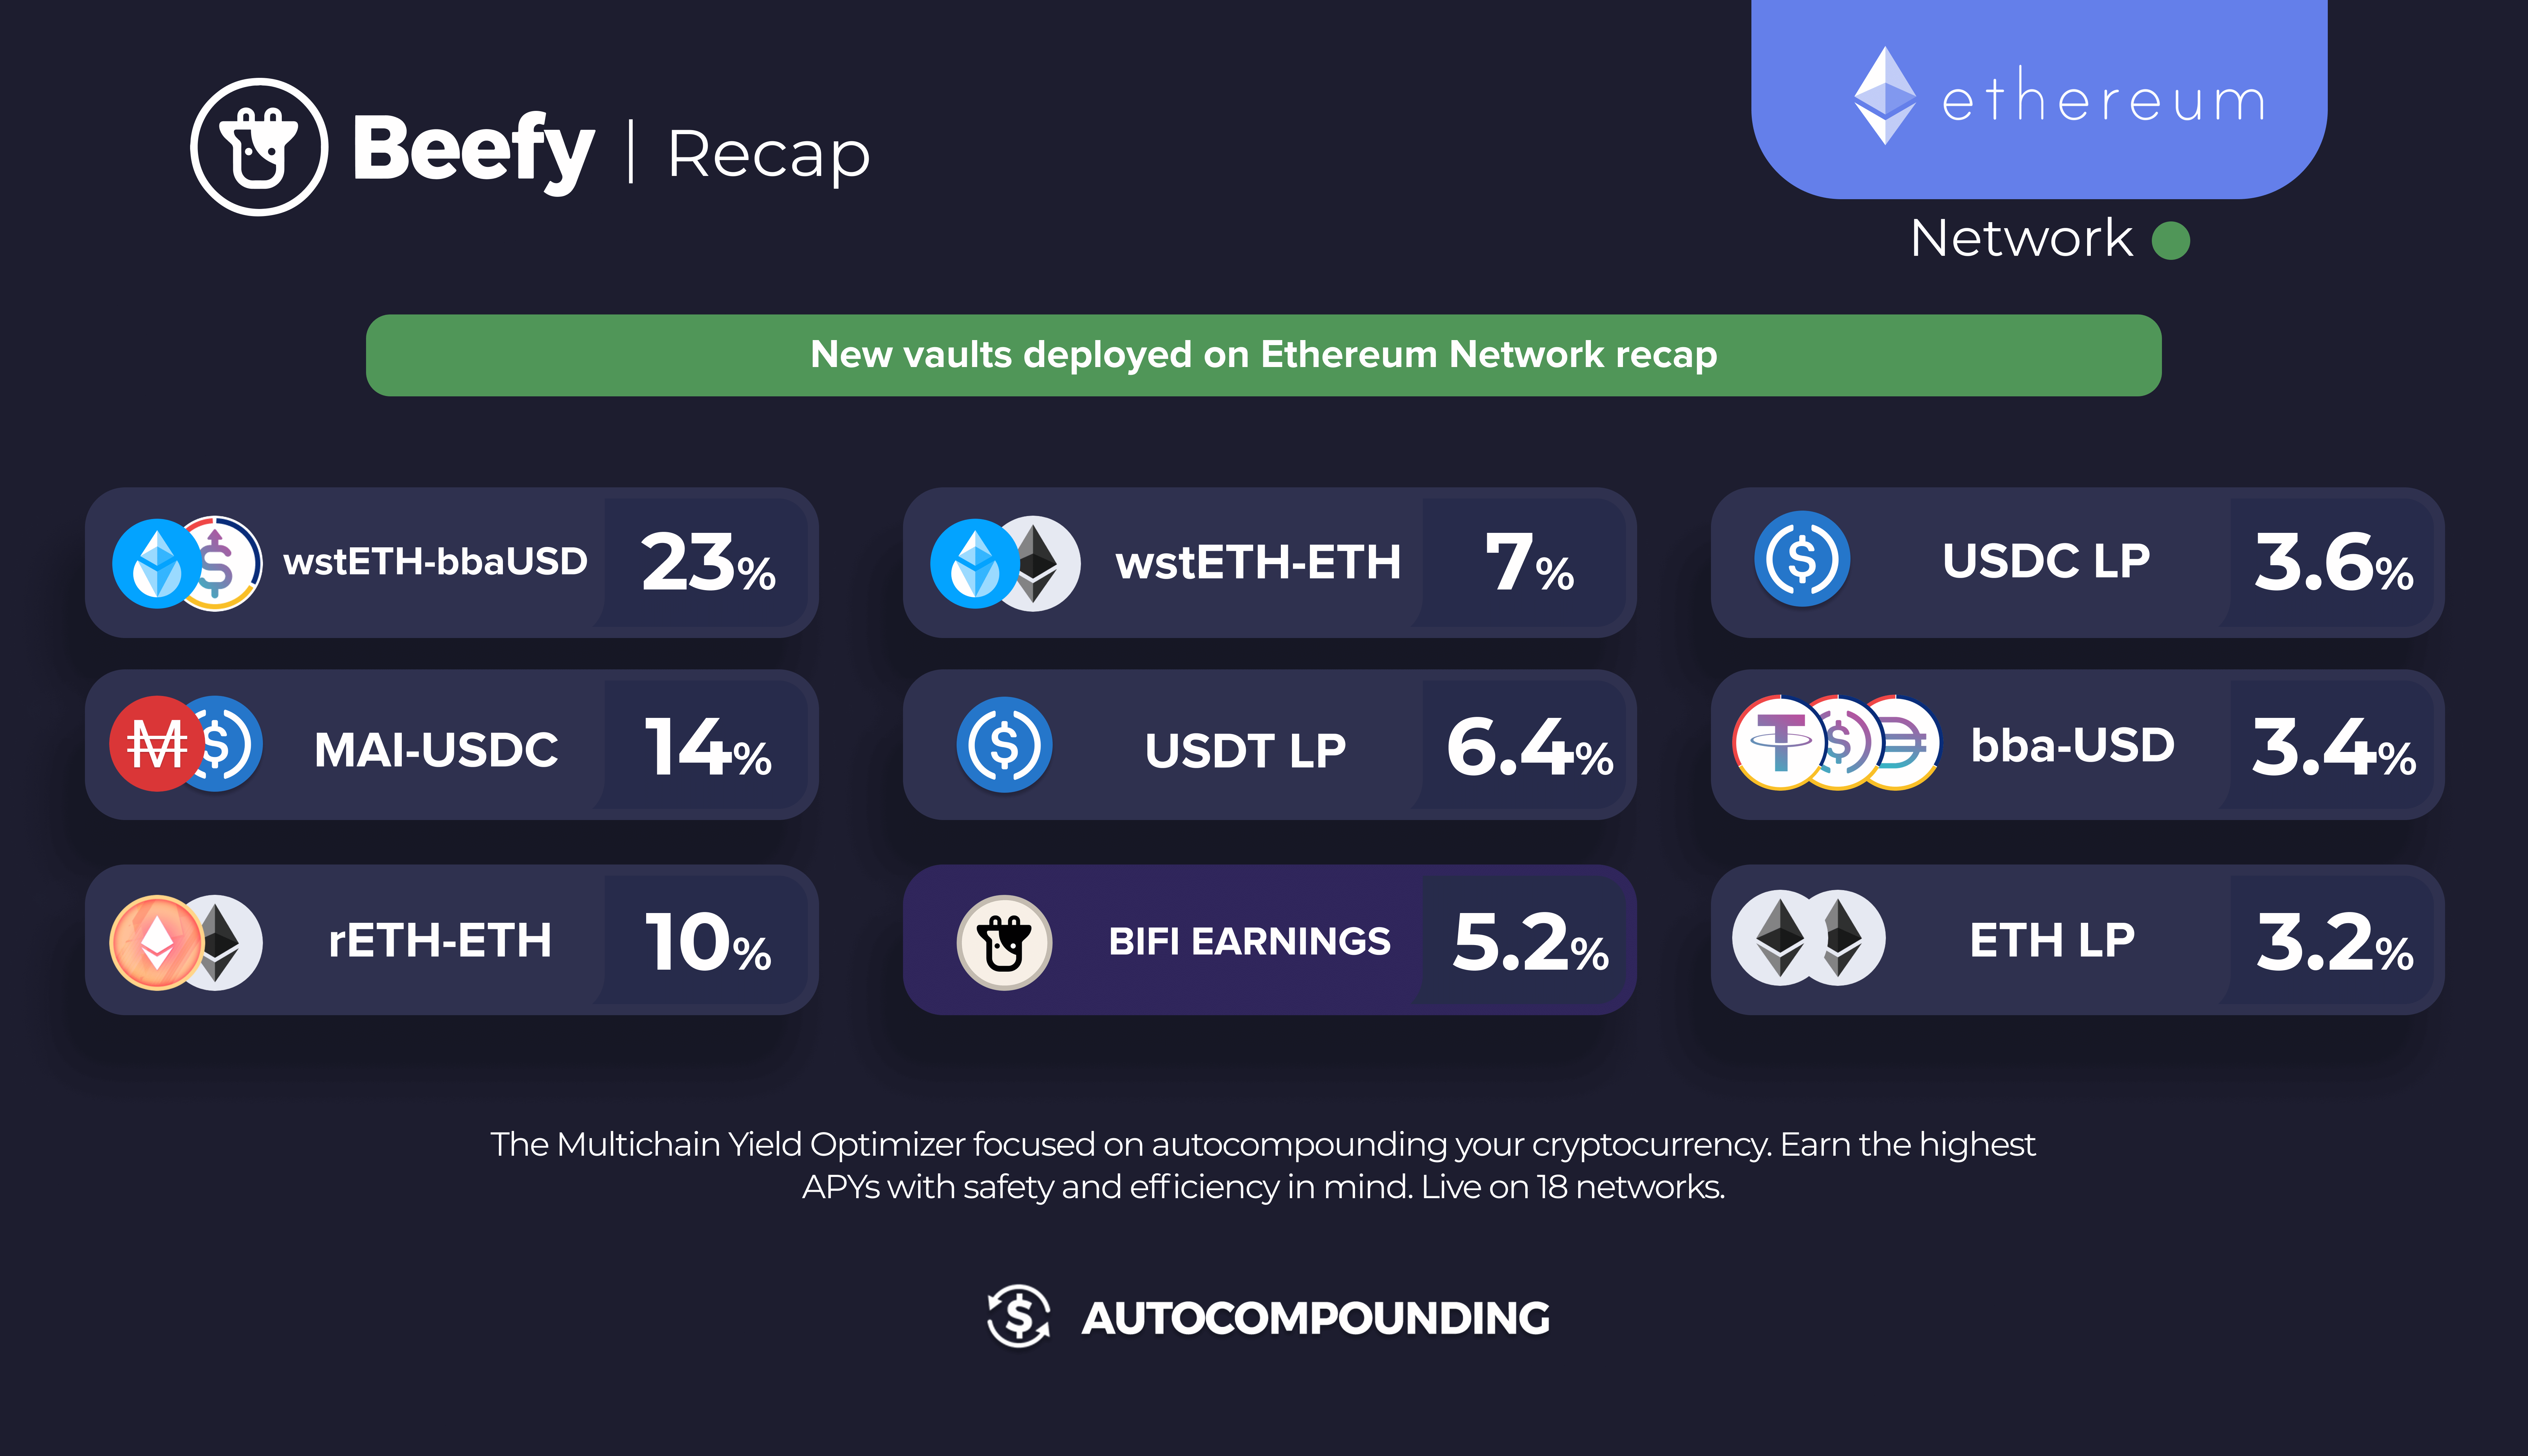 Beefy | Recap
ethereum
Network
New vaults deployed on Ethereum Network recap
wstETH-bbaUSD 23%
wstETH-ETH 7%
USDC LP 3.6%
MAI-USDC 14%
USDT LP 6.4%
bba-USD 3.4%
rETH-ETH 10%
BIFI EARNINGS 5.2%
ETH LP 3.2%
The Multichain Yield Optimizer focused on autocompounding your cryptocurrency. Earn the highest
APYs with safety and efficiency in mind. Live on 18 networks.
AUTOCOMPOUNDING